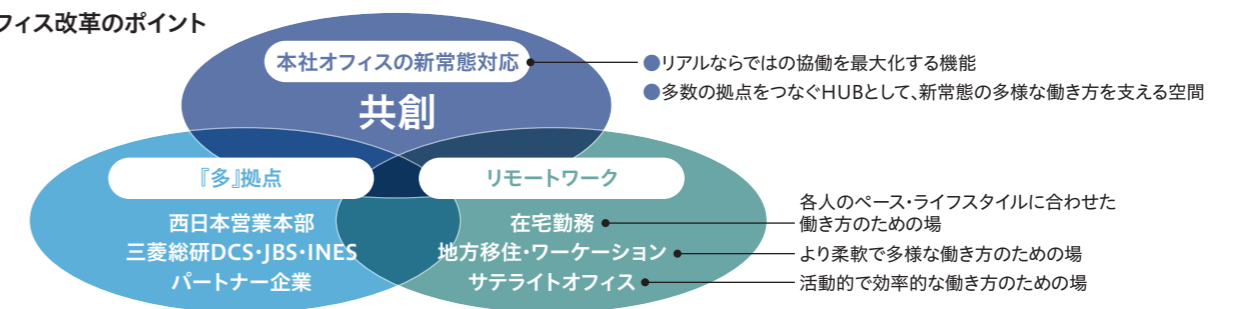 フィス改革のポイント
本社オフィスの新常態対応
共創
●リアルならではの協働を最大化する機能
●多数の拠点をつなぐHUBとして、新常態の多様な働き方を支える空間
『多』拠点
西日本営業本部
三菱総研DCS・JBS・INES
パートナー企業
リモートワーク
在宅勤務
地方移住・ワーケーション
サテライトオフィス
各人のペース・ライフスタイルに合わせた
働き方のための場
より柔軟で多様な働き方のための場
活動的で効率的な働き方のための場